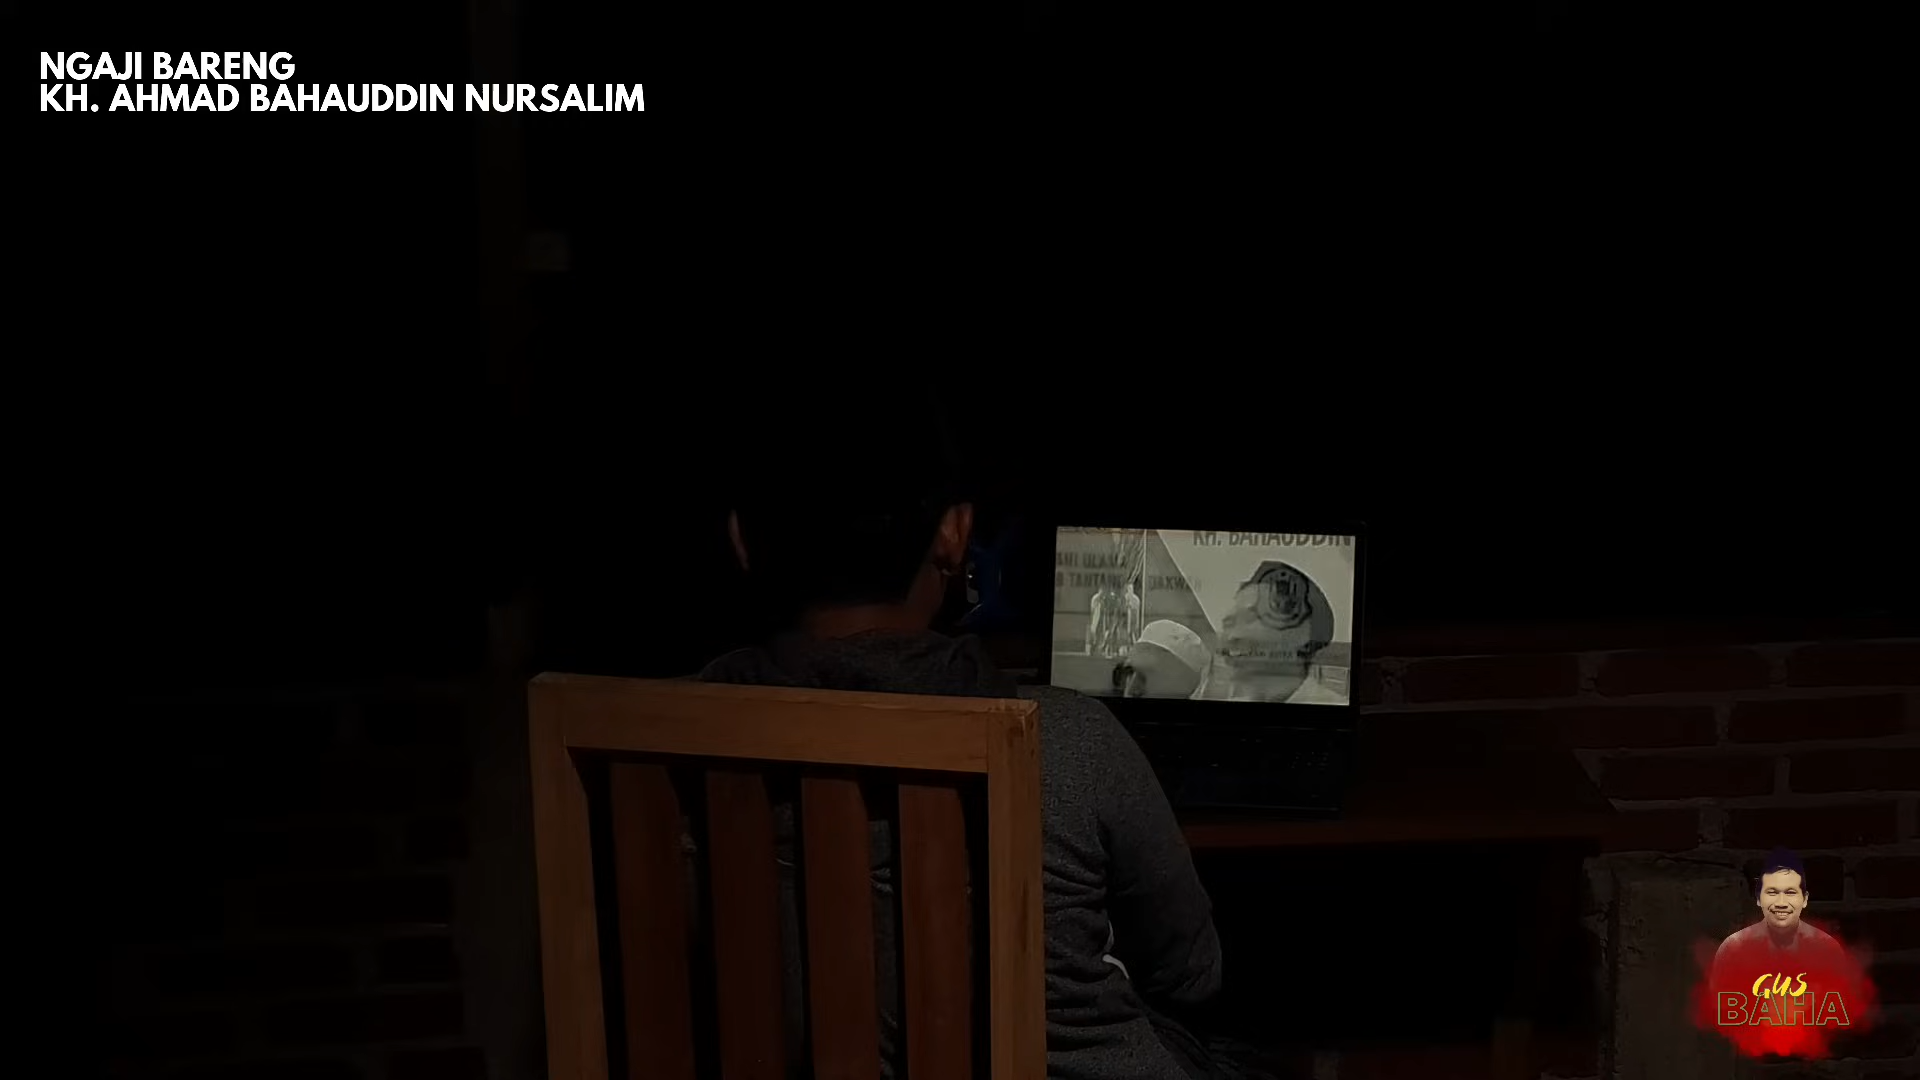 NGAJI BARENG
KH. AHMAD BAHAUDDIN NURSALIM
KH. BAHAUDDIN
GUS
BAHA